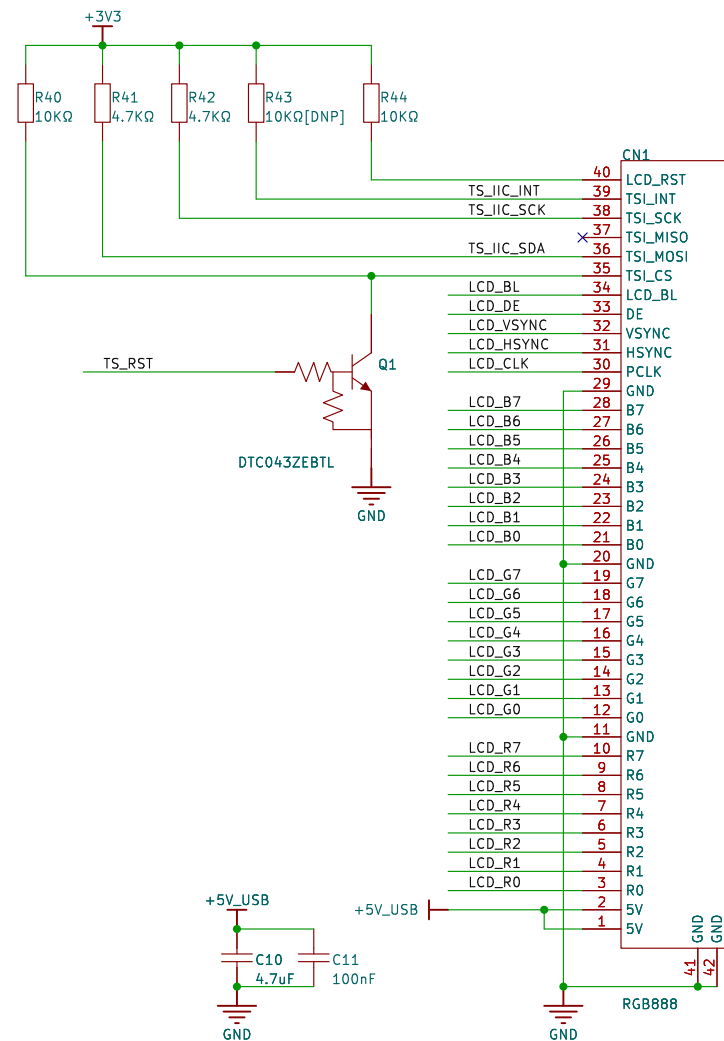 +3V3
R40
10KΩ
R41
4.7KΩ
R42
4.7KΩ
R43
10KΩ[DNP]
R44
10KΩ
CN1
40 LCD_RST
TS_IIC_INT 39 TSI_INT
TS_IIC_SCK 38 TSI_SCK
37 TSI_MISO
TS_IIC_SDA 36 TSI_MOSI
35 TSI_CS
LCD_BL 34 LCD_BL
LCD_DE 33 DE
LCD_VSYNC 32 VSYNC
LCD_HSYNC 31 HSYNC
LCD_CLK 30 PCLK
TS_RST
Q1
DTC043ZEBTL
GND
29 GND
LCD_B7 28 B7
LCD_B6 27 B6
LCD_B5 26 B5
LCD_B4 25 B4
LCD_B3 24 B3
LCD_B2 23 B2
LCD_B1 22 B1
LCD_B0 21 B0
20 GND
LCD_G7 19 G7
LCD_G6 18 G6
LCD_G5 17 G5
LCD_G4 16 G4
LCD_G3 15 G3
LCD_G2 14 G2
LCD_G1 13 G1
LCD_G0 12 G0
11 GND
LCD_R7 10 R7
LCD_R6 9 R6
LCD_R5 8 R5
LCD_R4 7 R4
LCD_R3 6 R3
LCD_R2 5 R2
LCD_R1 4 R1
LCD_R0 3 R0
+5V_USB 2 5V
1 5V
GND 41
GND 42
RGB888
GND
+5V_USB
C10
4.7uF
C11
100nF
GND